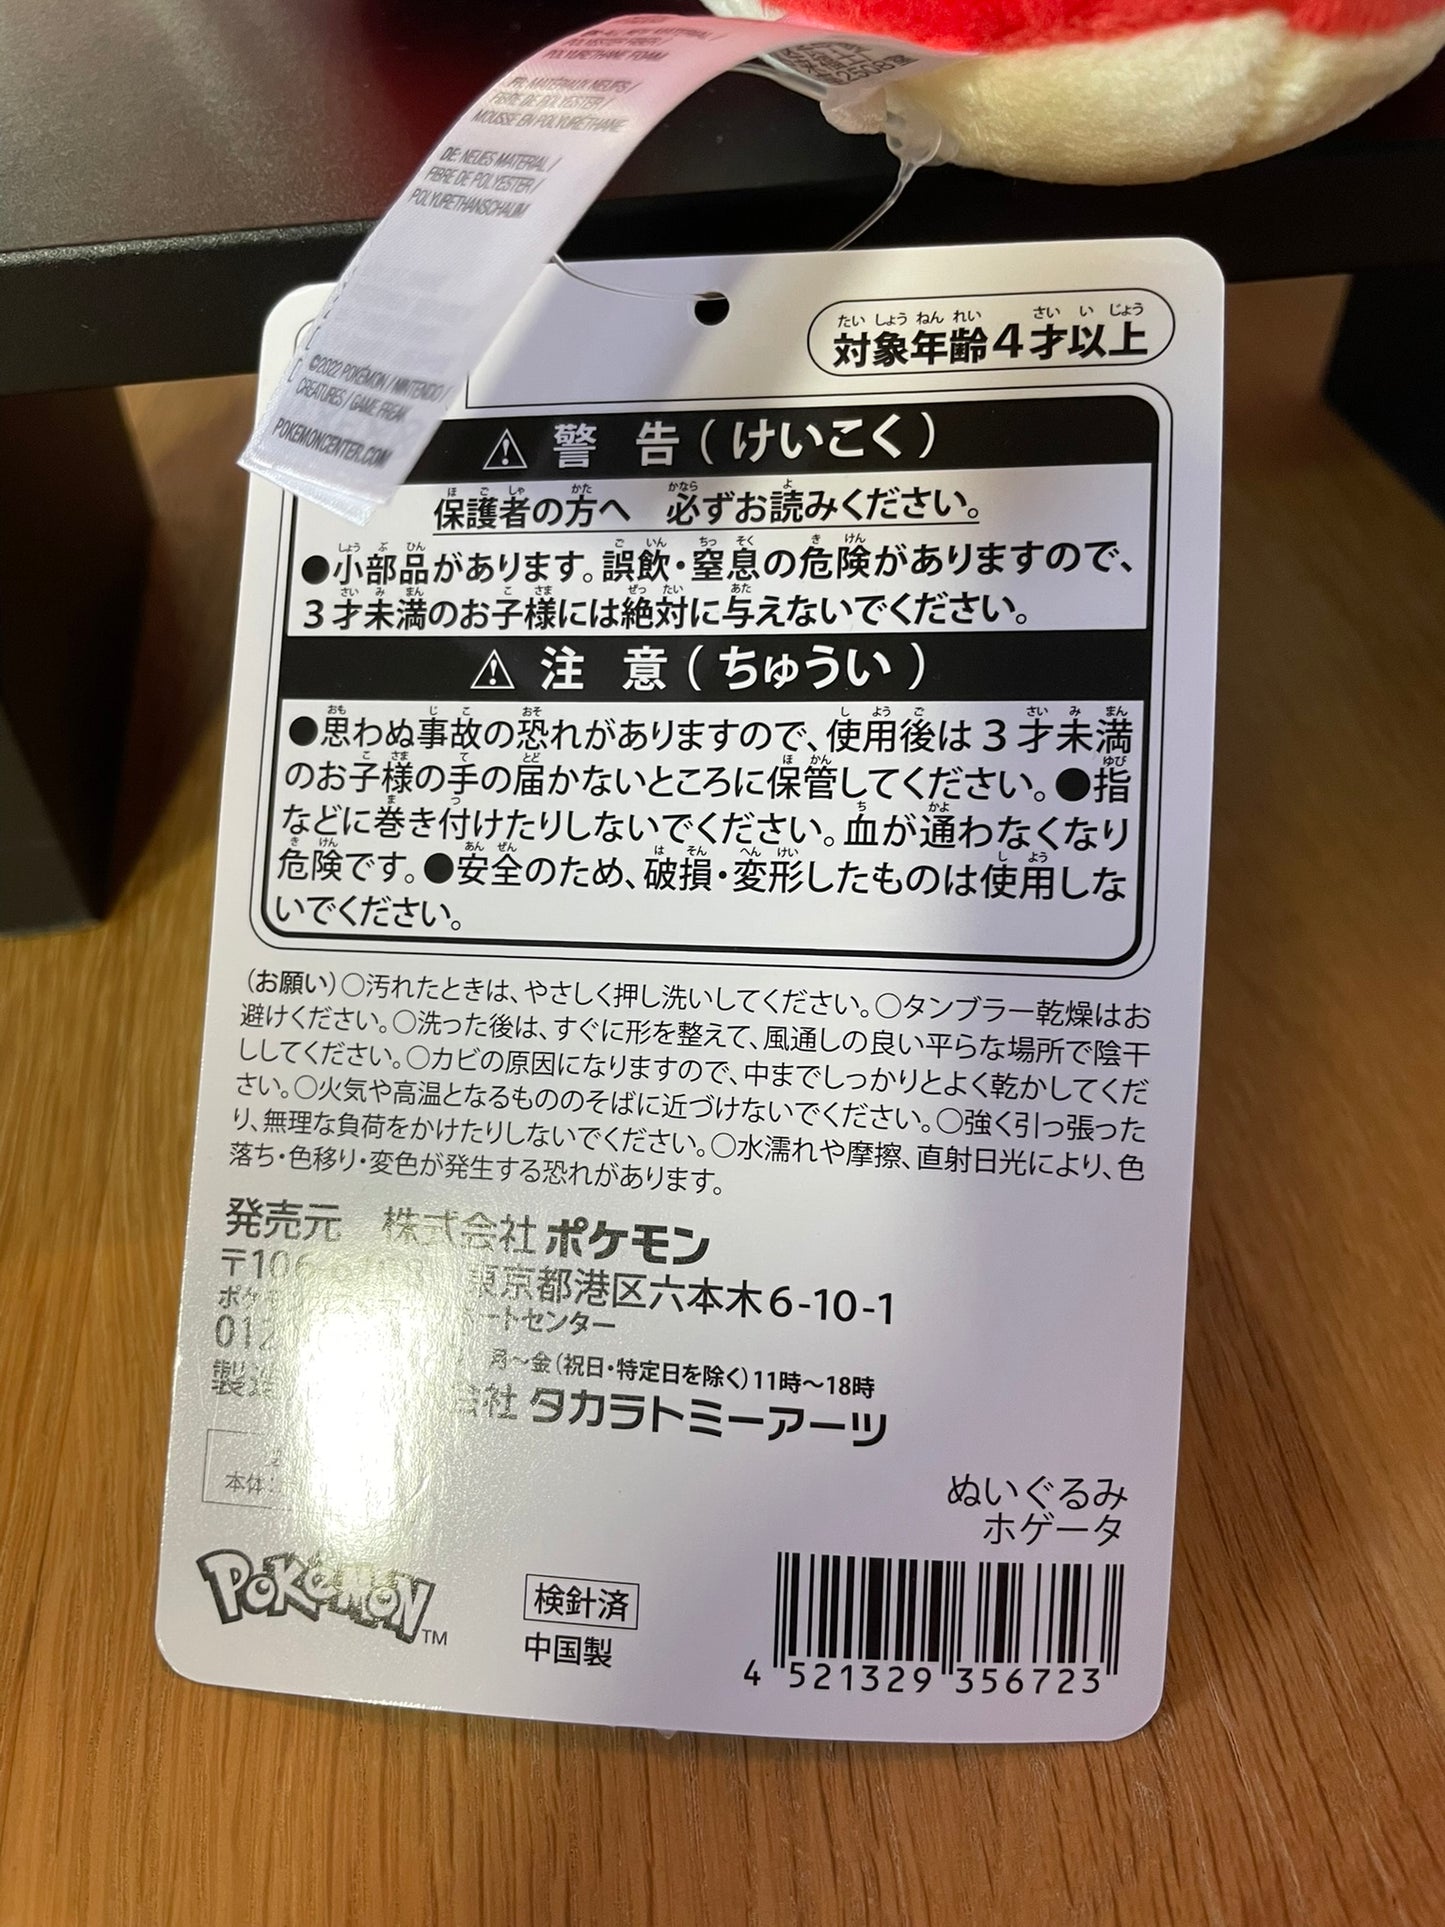 POLYESTER FIBER /
POLYURETHANE FOAM
FR: MATÉRIAUX NEUFS /
FIBRE DE POLYESTER /
MOUSSE EN POLYURÉTHANE
DE: NEUES MATERIAL /
FIBRE DE POLYESTER /
POLYURETHANSCHAUM
©2022 POKÉMON / NINTENDO /
CREATURES / GAME FREAK
POKEMONCENTER.COM
対象年齢4才以上
警 告(けいこく)
保護者の方へ 必ずお読みください。
●小部品があります。誤飲・窒息の危険がありますので、
3才未満のお子様には絶対に与えないでください。
注 意(ちゅうい)
●思わぬ事故の恐れがありますので、使用後は3才未満
のお子様の手の届かないところに保管してください。●指
などに巻き付けたりしないでください。血が通わなくなり
危険です。●安全のため、破損・変形したものは使用しな
いでください。
(お願い)○汚れたときは、やさしく押し洗いしてください。○タンブラー乾燥はお
避けください。○洗った後は、すぐに形を整えて、風通しの良い平らな場所で陰干
ししてください。○カビの原因になりますので、中までしっかりとよく乾かしてくだ
さい。○火気や高温となるもののそばに近づけないでください。○強く引っ張った
り、無理な負荷をかけたりしないでください。○水濡れや摩擦、直射日光により、色
落ち・色移り・変色が発生する恐れがあります。
発売元 株式会社ポケモン
東京都港区六本木6-10-1
センター
月〜金(祝日・特定日を除く)11時〜18時
会社 タカラトミーアーツ
本体:
ぬいぐるみ
ホゲータ
POKéMON TM
検針済
中国製
4 521329 356723